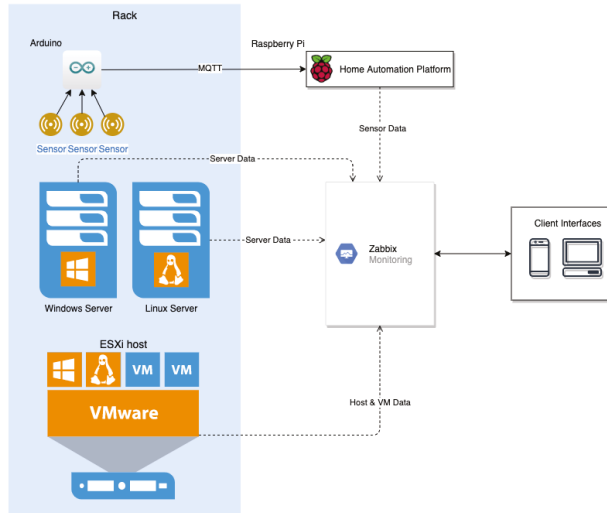 Rack
Arduino
Raspberry Pi
MQTT
Home Automation Platform
Sensor Sensor Sensor
Sensor Data
Server Data
Server Data
Zabbix
Monitoring
Client Interfaces
Windows Server
Linux Server
ESXi host
VM VM
VMware
Host & VM Data